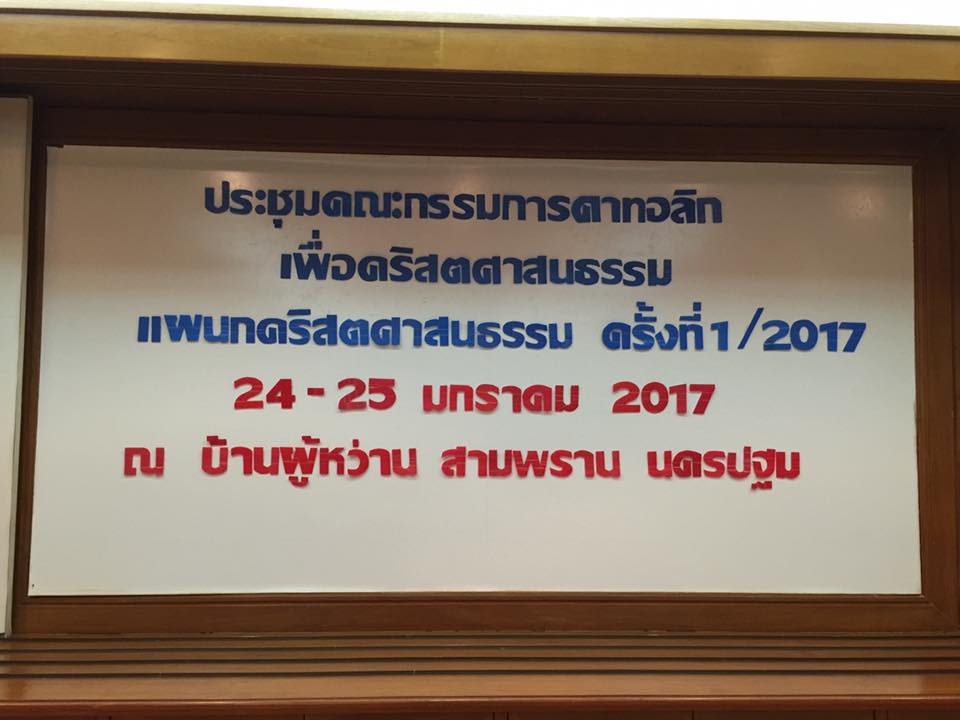 ประชุมคณะกรรมการคาทอลิก
เพื่อคริสตศาสนธรรม
แผนกคริสตศาสนธรรม ครั้งที่ 1/2017
24 - 25 มกราคม 2017
ณ บ้านผู้หว่าน สามพราน นครปฐม